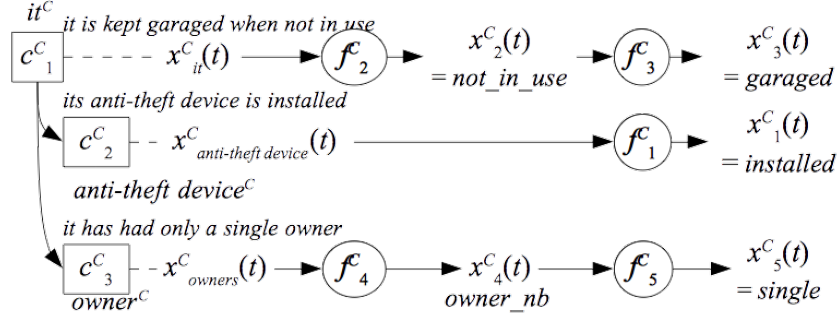 it^C
it is kept garaged when not in use
c^C_1 x^C_it(t) f^C_2 x^C_2(t) f^C_3 x^C_3(t)
= not_in_use = garaged
its anti-theft device is installed
c^C_2 x^C_anti-theft device(t) f^C_1 x^C_1(t)
= installed
anti-theft device^C
it has had only a single owner
c^C_3 x^C_owners(t) f^C_4 x^C_4(t) f^C_5 x^C_5(t)
owner^C owner_nb = single